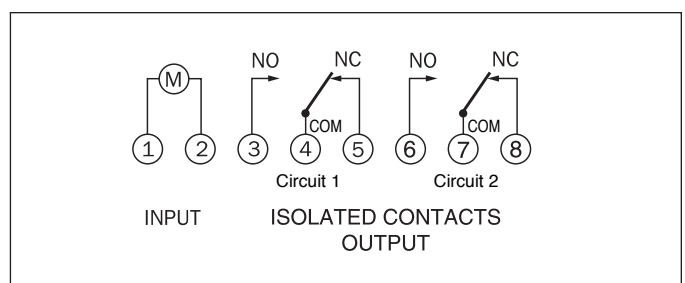 NO NC NO NC
M
COM COM
1 2 3 4 5 6 7 8
Circuit 1 Circuit 2
INPUT ISOLATED CONTACTS
OUTPUT